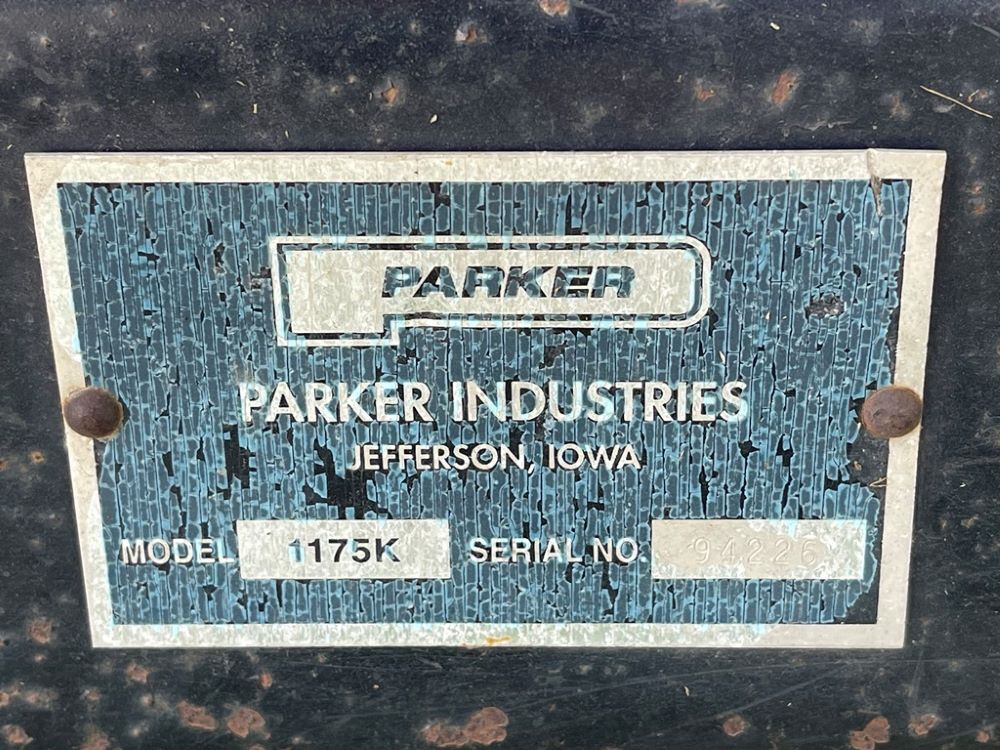 PARKER
PARKER INDUSTRIES
JEFFERSON, IOWA
MODEL 1175K SERIAL NO. 94226